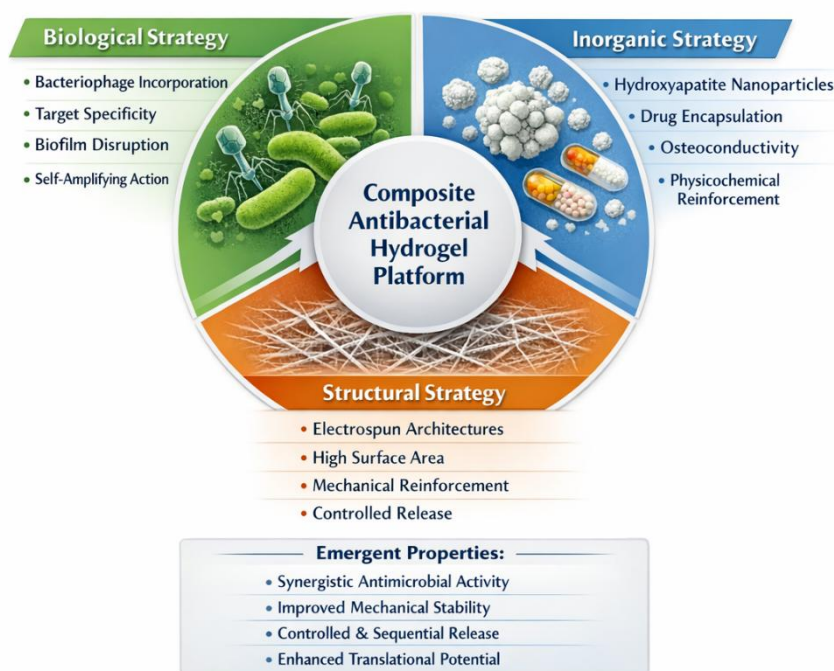 Biological Strategy
• Bacteriophage Incorporation
• Target Specificity
• Biofilm Disruption
• Self-Amplifying Action
Inorganic Strategy
• Hydroxyapatite Nanoparticles
• Drug Encapsulation
• Osteoconductivity
• Physicochemical
Reinforcement
Composite
Antibacterial
Hydrogel
Platform
Structural Strategy
• Electrospun Architectures
• High Surface Area
• Mechanical Reinforcement
• Controlled Release
Emergent Properties:
• Synergistic Antimicrobial Activity
• Improved Mechanical Stability
• Controlled & Sequential Release
• Enhanced Translational Potential